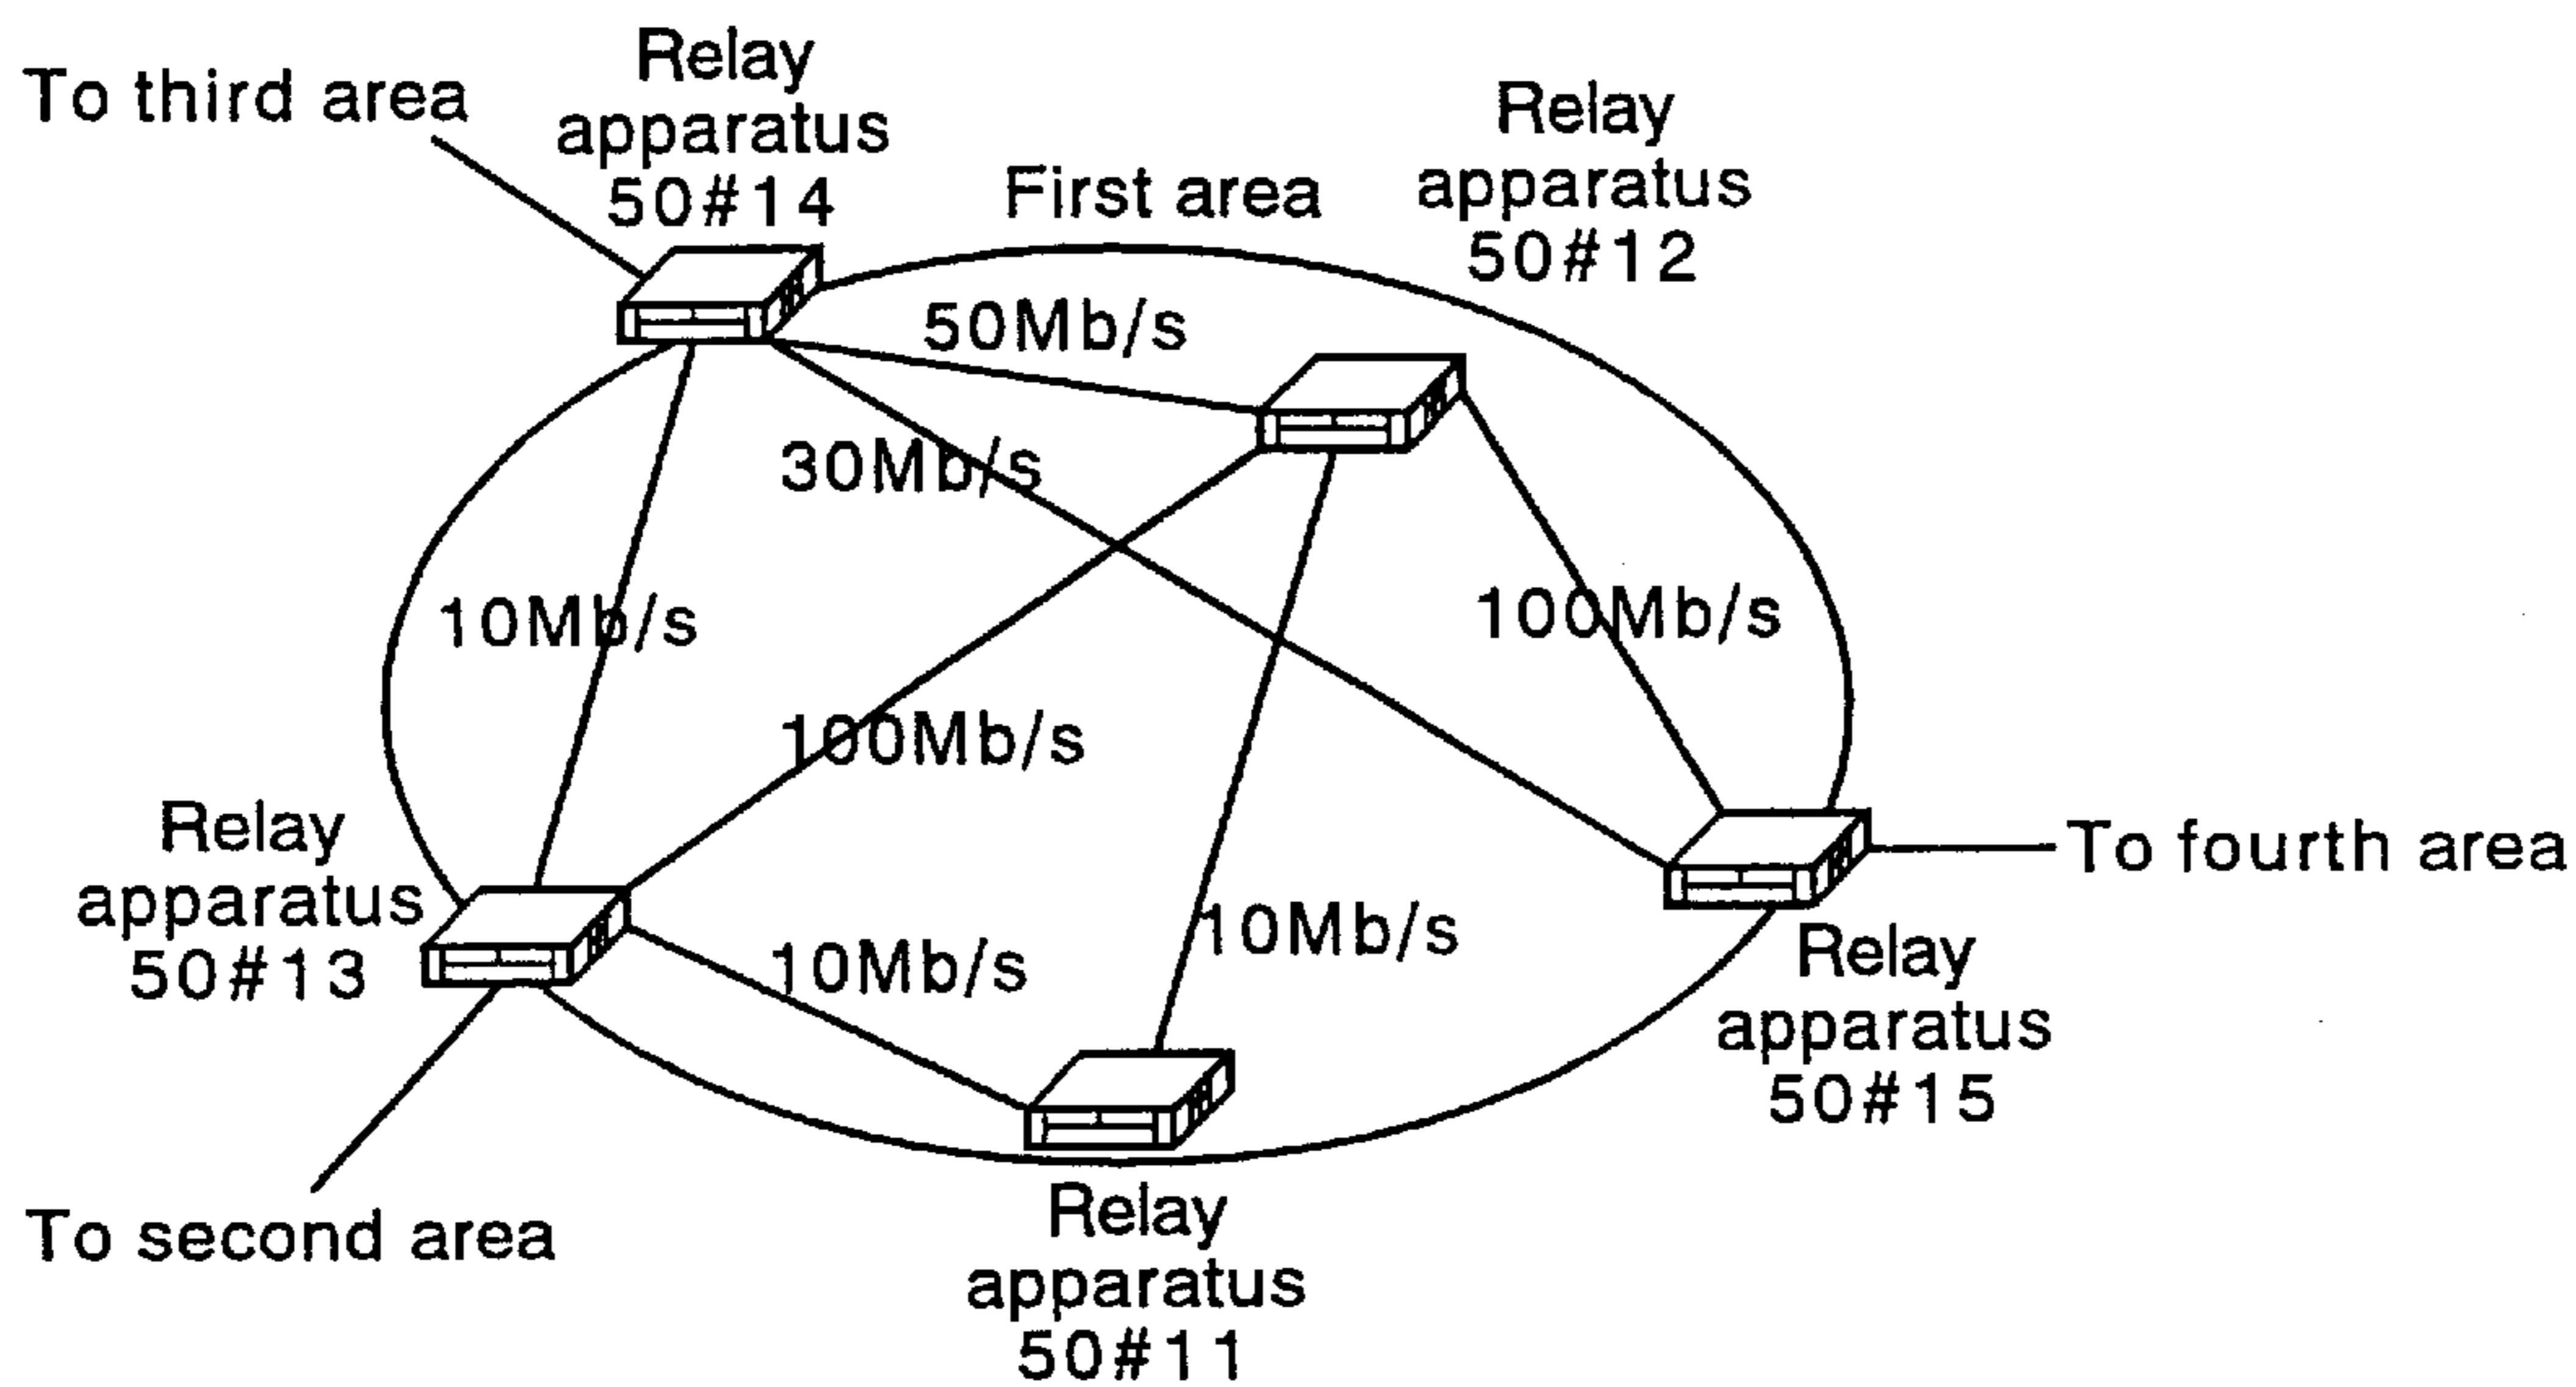 To third area
Relay
apparatus
50#14
First area
Relay
apparatus
50#12
50Mb/s
30Mb/s
10Mb/s
100Mb/s
100Mb/s
Relay
apparatus
50#13
To fourth area
10Mb/s
10Mb/s
Relay
apparatus
50#15
To second area
Relay
apparatus
50#11